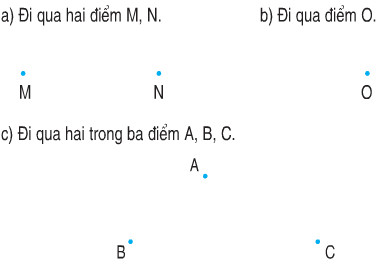 a) Đi qua hai điểm M, N. b) Đi qua điểm O.
M N O
c) Đi qua hai trong ba điểm A, B, C.
A
B C